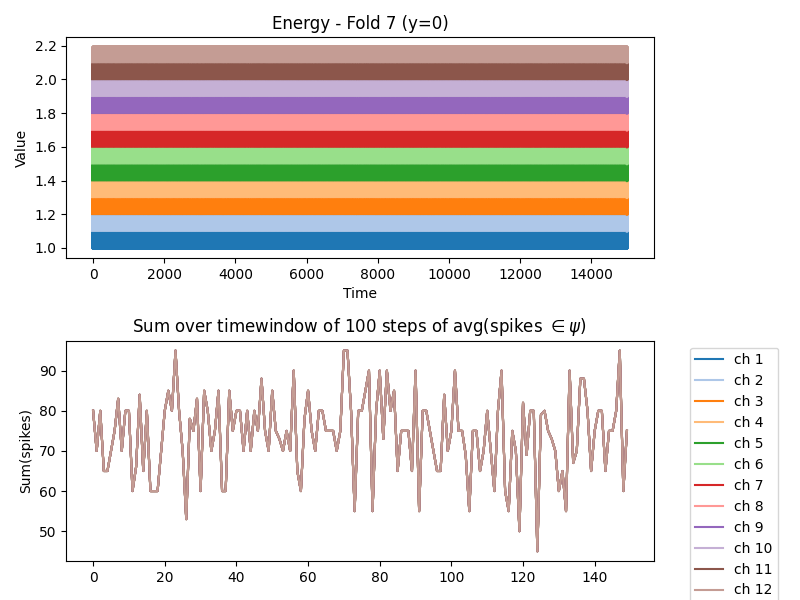 Energy - Fold 7 (y=0)
Value
2.2
2.0
1.8
1.6
1.4
1.2
1.0
0 2000 4000 6000 8000 10000 12000 14000
Time
Sum over timewindow of 100 steps of avg(spikes ∈ψ)
Sum(spikes)
90
80
70
60
50
0 20 40 60 80 100 120 140
ch 1
ch 2
ch 3
ch 4
ch 5
ch 6
ch 7
ch 8
ch 9
ch 10
ch 11
ch 12